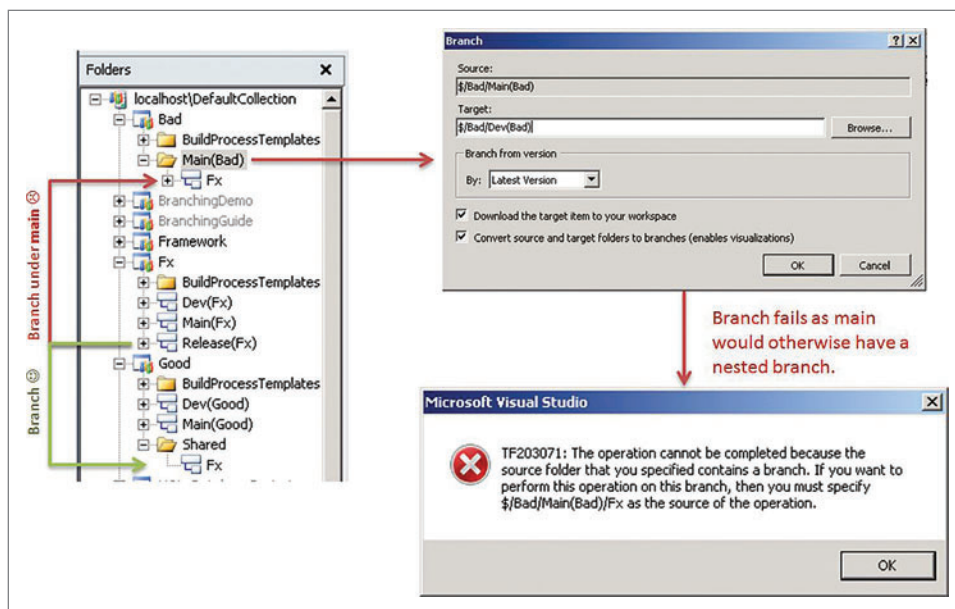 Folders
localhost\DefaultCollection
Bad
BuildProcessTemplates
Main(Bad)
Fx
BranchingDemo
BranchingGuide
Framework
Fx
BuildProcessTemplates
Dev(Fx)
Main(Fx)
Release(Fx)
Good
BuildProcessTemplates
Dev(Good)
Main(Good)
Shared
Fx
Branch under main ☹
Branch ☺
Branch
Source:
$/Bad/Main(Bad)
Target:
$/Bad/Dev(Bad)
Browse...
Branch from version
By: Latest Version
Download the target item to your workspace
Convert source and target folders to branches (enables visualizations)
OK Cancel
Branch fails as main
would otherwise have a
nested branch.
Microsoft Visual Studio
TF203071: The operation cannot be completed because the
source folder that you specified contains a branch. If you want to
perform this operation on this branch, then you must specify
$/Bad/Main(Bad)/Fx as the source of the operation.
OK